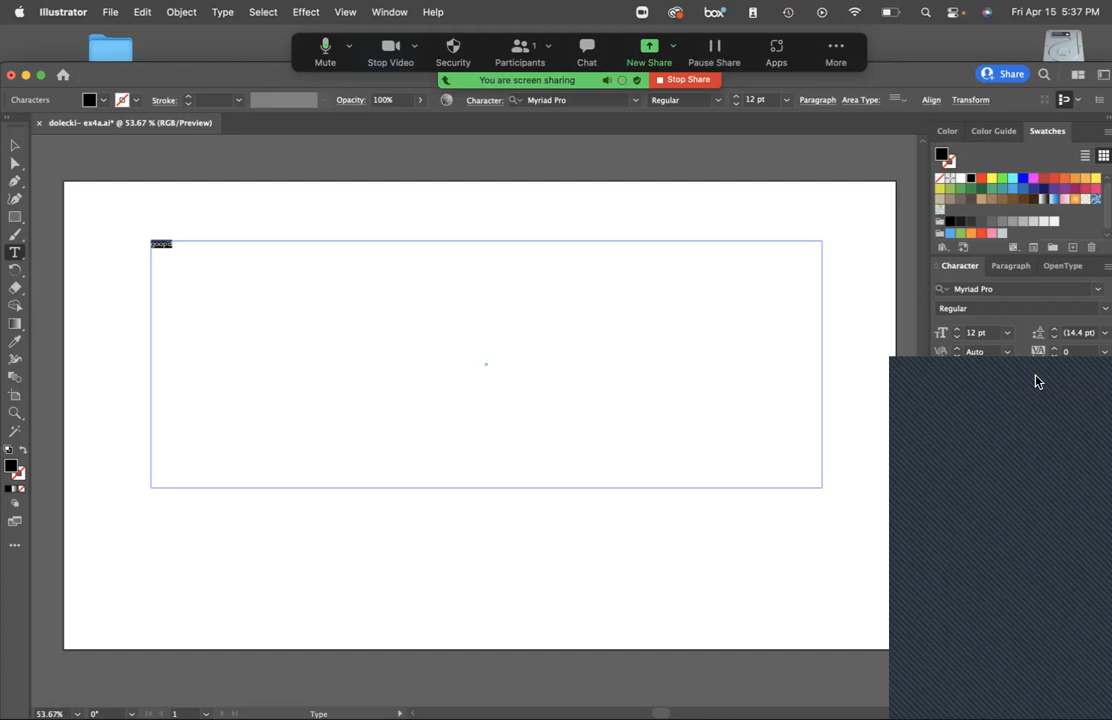 Illustrator File Edit Object Type Select Effect View Window Help
box
Fri Apr 15 5:37 PM
Mute Stop Video Security Participants 1 Chat New Share Pause Share Apps More
You are screen sharing Stop Share
Share
Characters Stroke: Opacity: 100% Character: Myriad Pro Regular 12 pt Paragraph Area Type: Align Transform
× dolecki- ex4a.ai* @ 53.67 % (RGB/Preview)
Color Color Guide Swatches
goop'd
Character Paragraph OpenType
Myriad Pro
Regular
12 pt (14.4 pt)
Auto 0
53.67% 0° 1 Type